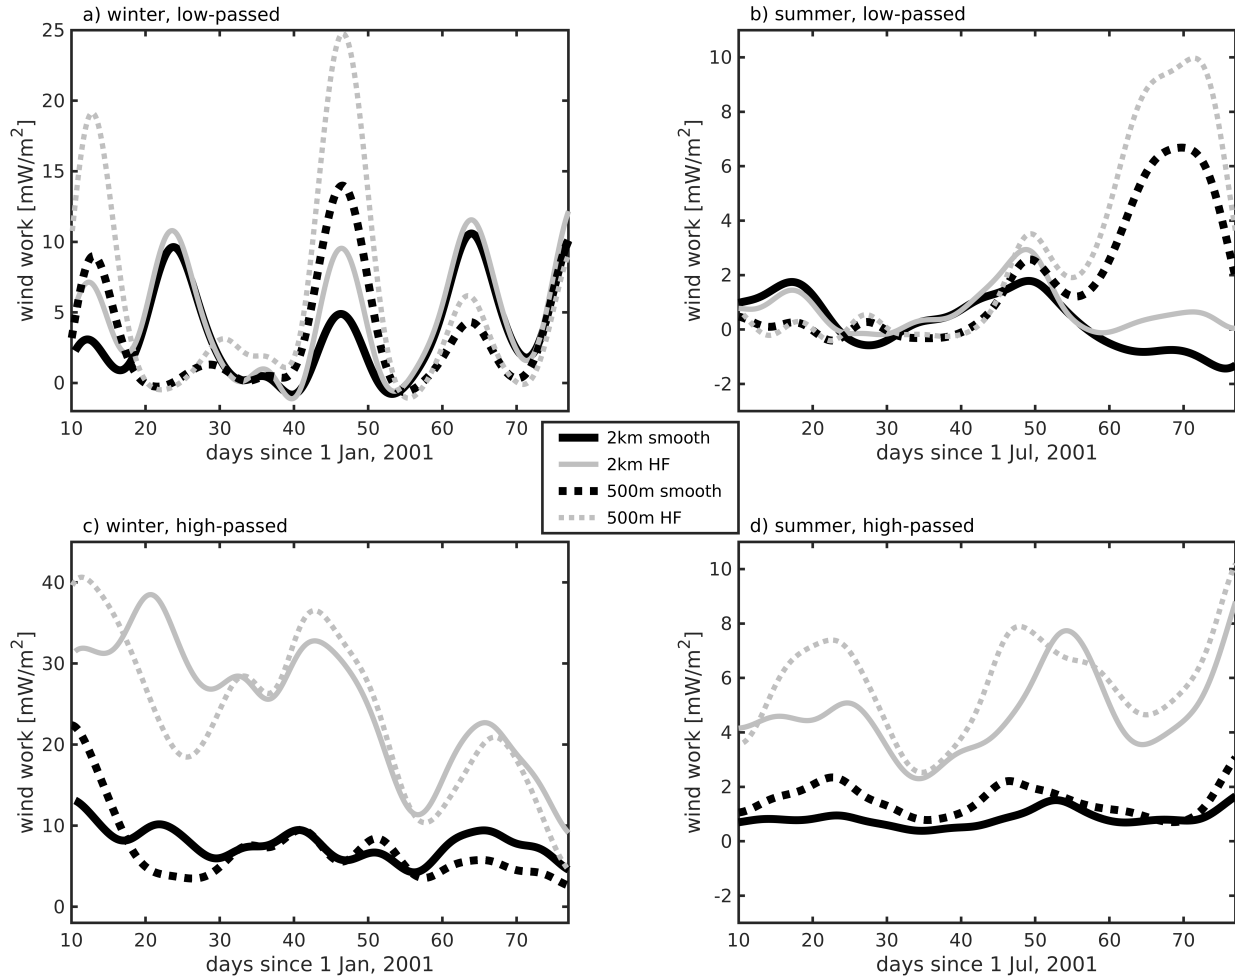 a) winter, low-passed
25
20
15
10
5
0
wind work [mW/m²]
10 20 30 40 50 60 70
days since 1 Jan, 2001
b) summer, low-passed
10
8
6
4
2
0
-2
wind work [mW/m²]
20 30 40 50 60 70
days since 1 Jul, 2001
2km smooth
2km HF
500m smooth
500m HF
c) winter, high-passed
40
30
20
10
0
wind work [mW/m²]
10 20 30 40 50 60 70
days since 1 Jan, 2001
d) summer, high-passed
10
8
6
4
2
0
-2
wind work [mW/m²]
10 20 30 40 50 60 70
days since 1 Jul, 2001